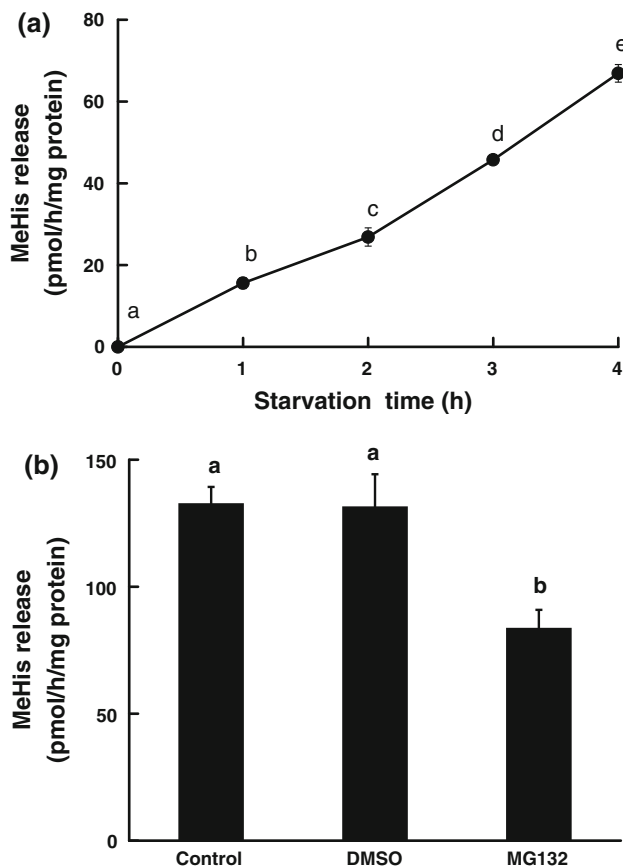 (a)
MeHis release
(pmol/h/mg protein)
80
60
40
20
0
a
b
c
d
e
0 1 2 3 4
Starvation time (h)
(b)
MeHis release
(pmol/h/mg protein)
150
100
50
0
a
a
b
Control DMSO MG132